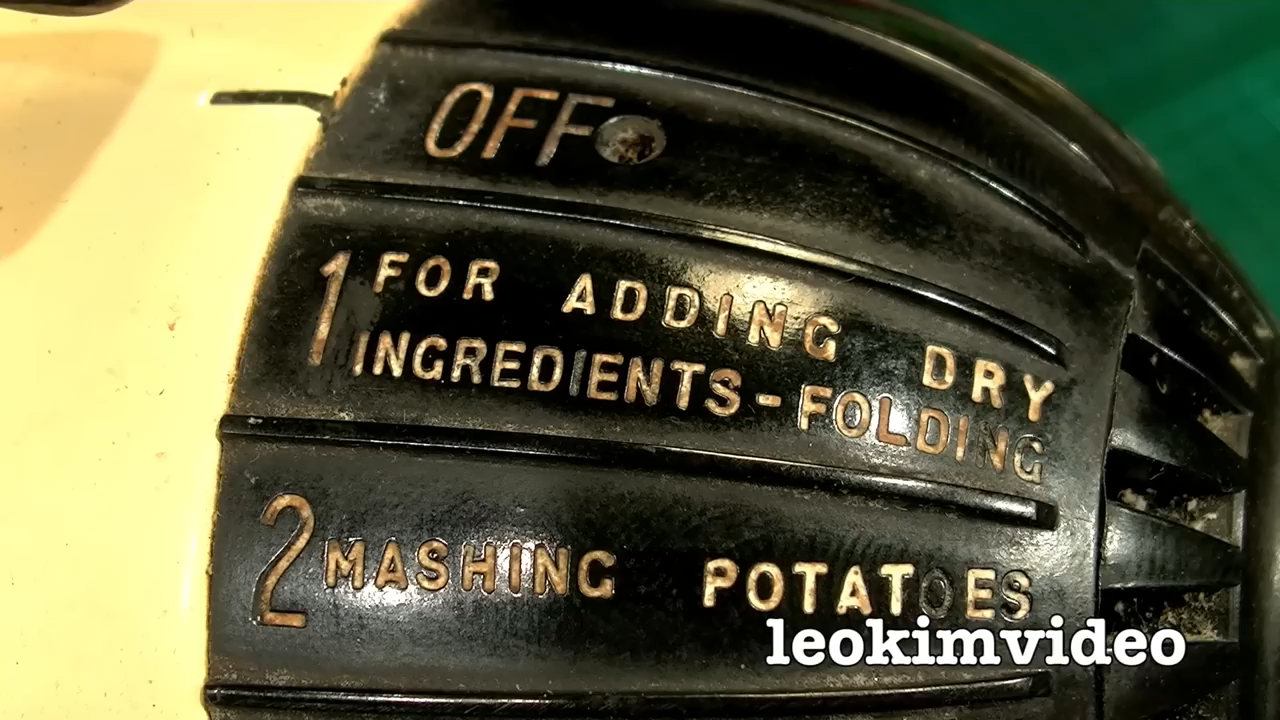 OFF
1 FOR ADDING DRY
INGREDIENTS - FOLDING
2 MASHING POTATOES
leokimvideo